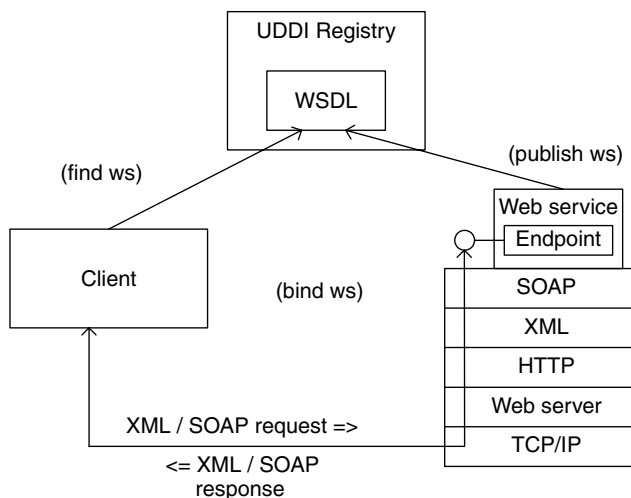 UDDI Registry
WSDL
(find ws)
(publish ws)
Web service
Endpoint
Client
(bind ws)
SOAP
XML
HTTP
Web server
TCP/IP
XML / SOAP request =>
<= XML / SOAP
response